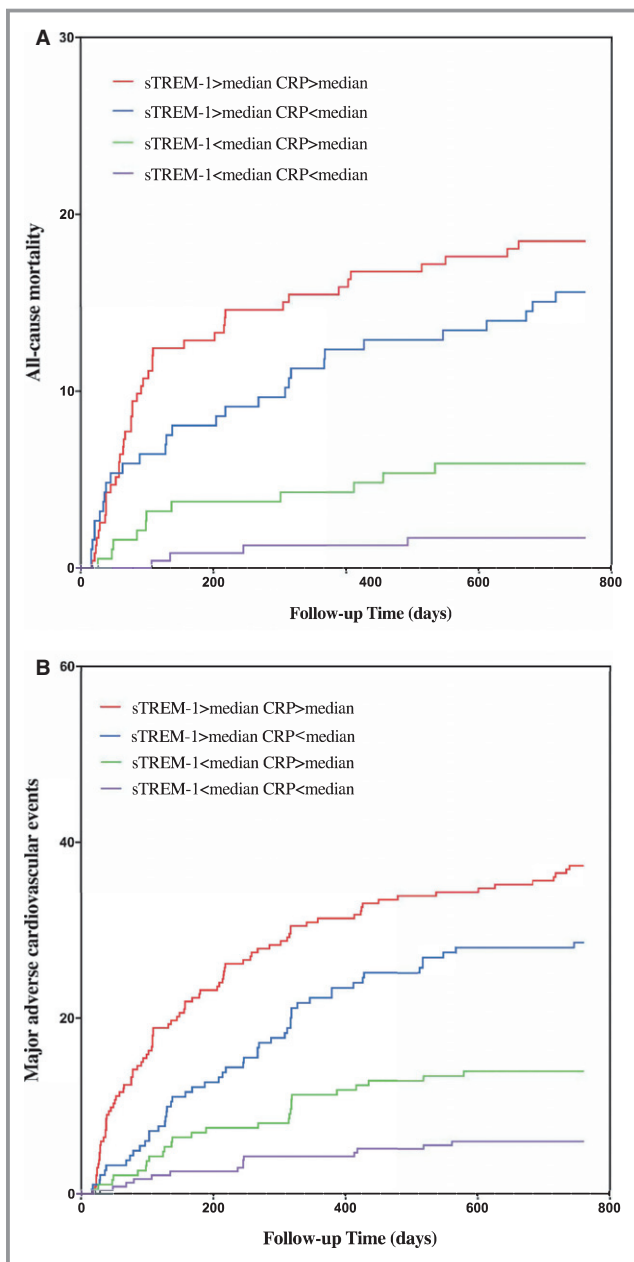 A
30
sTREM-1>median CRP>median
sTREM-1>median CRP<median
sTREM-1<median CRP>median
sTREM-1<median CRP<median
20
All-cause mortality
10
0
0 200 400 600 800
Follow-up Time (days)
B
60
sTREM-1>median CRP>median
sTREM-1>median CRP<median
sTREM-1<median CRP>median
sTREM-1<median CRP<median
40
Major adverse cardiovascular events
20
0
0 200 400 600 800
Follow-up Time (days)